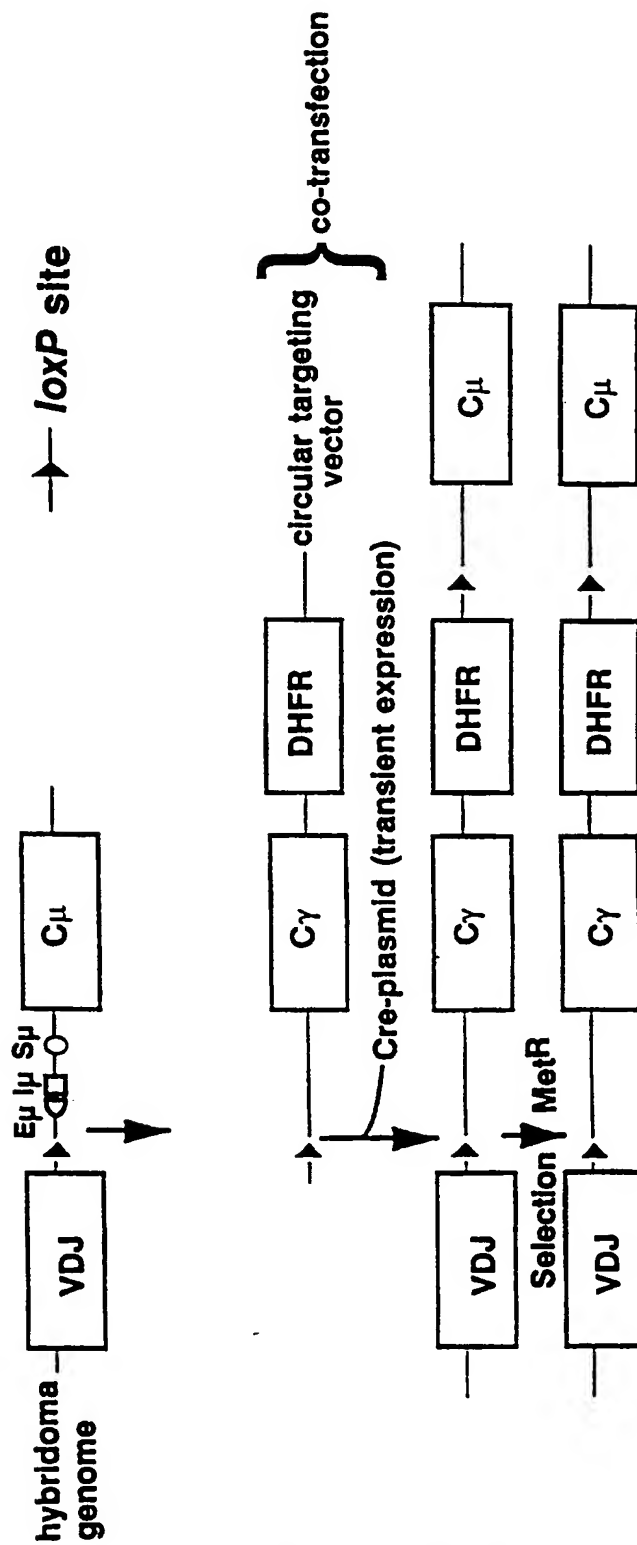 hybridoma
genome
VDJ
Eμ Iμ Sμ
Cμ
loxP site
Cγ
DHFR
circular targeting
vector
co-transfection
Cre-plasmid (transient expression)
VDJ
Cγ
DHFR
Cμ
Selection MetR
VDJ
Cγ
DHFR
Cμ